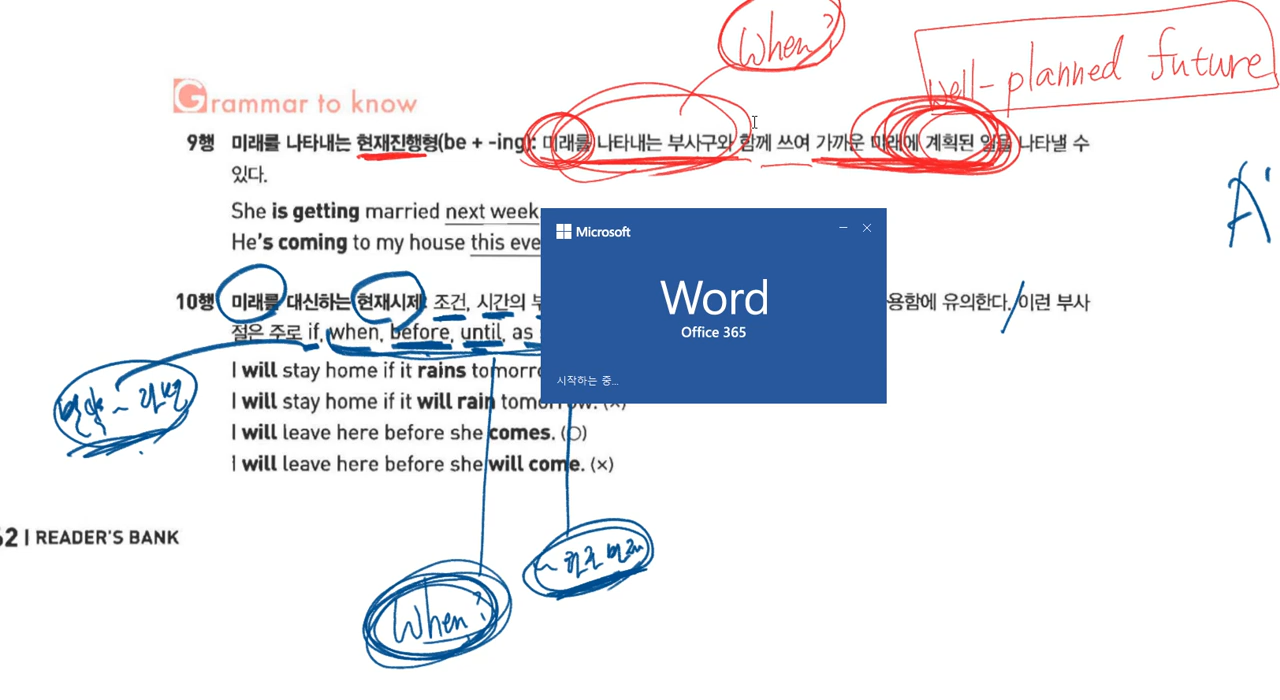 When?
well-planned future
Grammar to know
9행 미래를 나타내는 현재진행형(be + -ing): 미래를 나타내는 부사구와 함께 쓰여 가까운 미래에 계획된 일을 나타낼 수
있다.
A'
She is getting married next week
He's coming to my house this eve
Microsoft
Word
Office 365
시작하는 중...
10행 미래를 대신하는 현재시제: 조건, 시간의 부 용함에 유의한다. 이런 부사
절은 주로 if, when, before, until, as
I will stay home if it rains tomorro
I will stay home if it will rain tomorrow. (×)
I will leave here before she comes. (○)
I will leave here before she will come. (×)
62 | READER'S BANK
When?